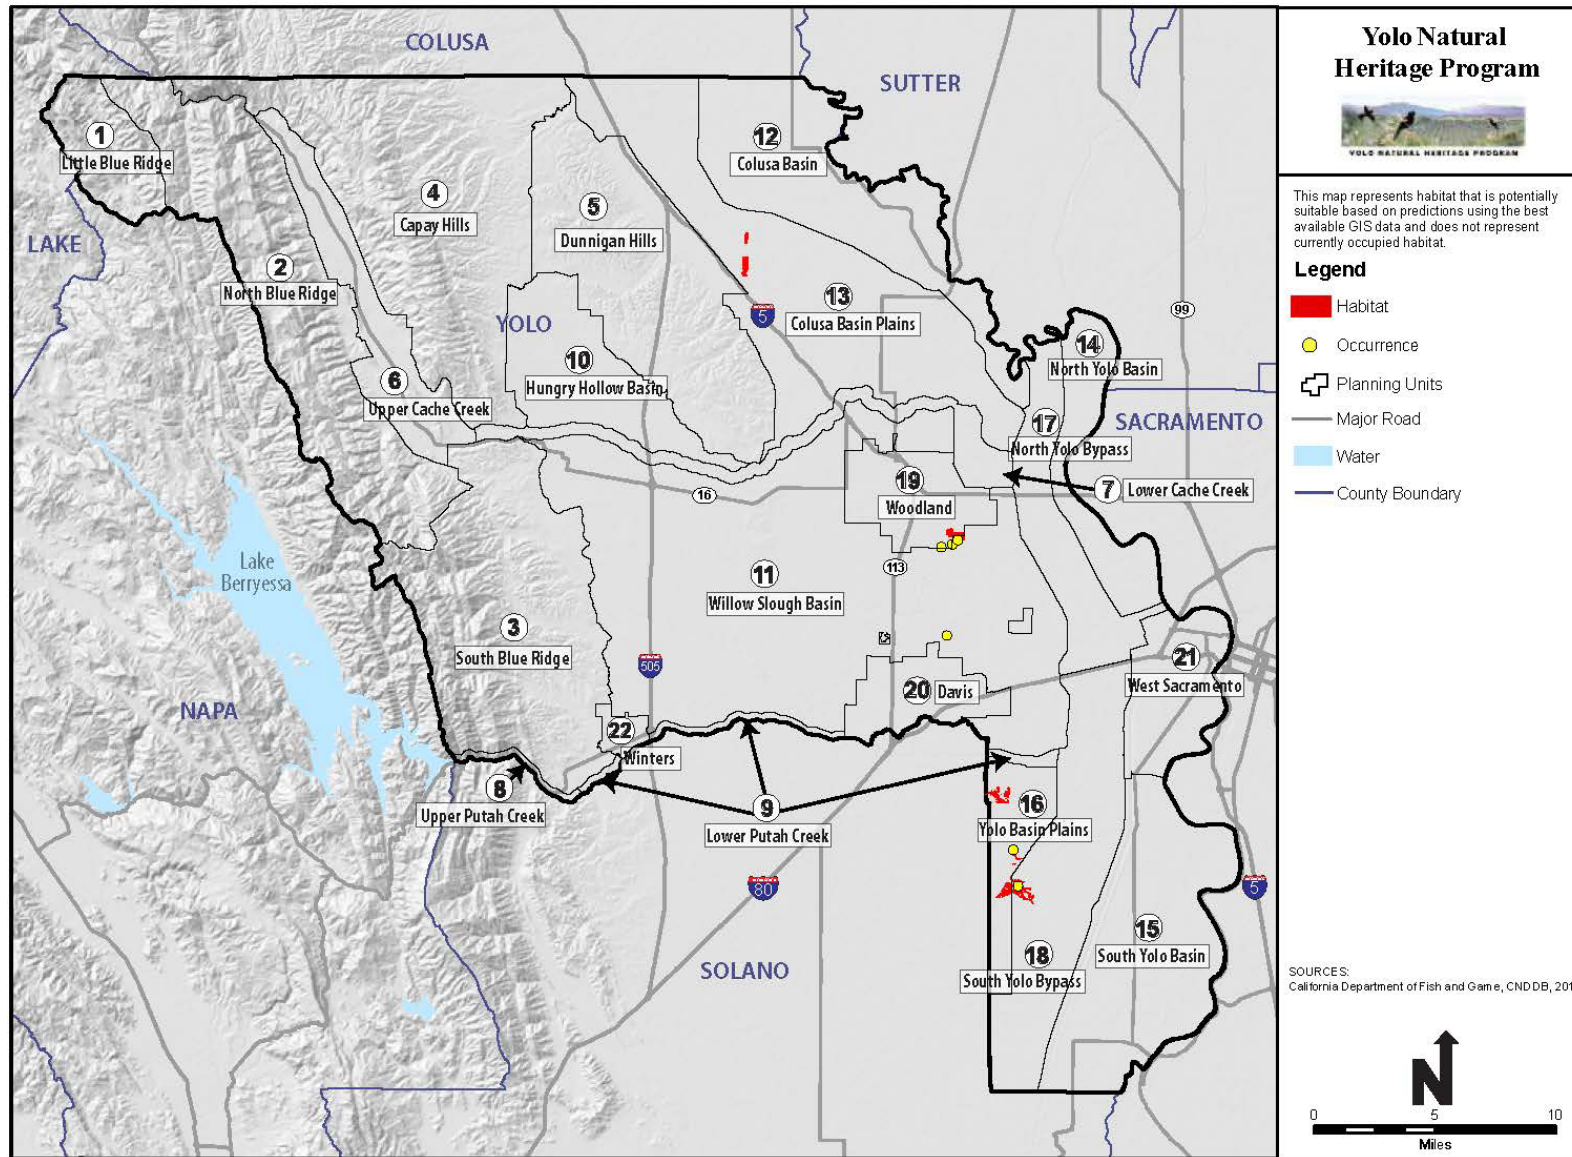 COLUSA
SUTTER
1
Little Blue Ridge
12
Colusa Basin
4
Capay Hills
5
Dunnigan Hills
LAKE
2
North Blue Ridge
13
Colusa Basin Plains
5
YOLO
99
14
North Yolo Basin
10
Hungry Hollow Basin
6
Upper Cache Creek
SACRAMENTO
17
North Yolo Bypass
16
19
Woodland
7
Lower Cache Creek
113
Lake
Berryessa
11
Willow Slough Basin
3
South Blue Ridge
505
21
West Sacramento
20
Davis
NAPA
22
Winters
8
Upper Putah Creek
9
Lower Putah Creek
16
Yolo Basin Plains
80
5
15
South Yolo Basin
18
South Yolo Bypass
SOLANO
Yolo Natural
Heritage Program
YOLO NATURAL HERITAGE PROGRAM
This map represents habitat that is potentially
suitable based on predictions using the best
available GIS data and does not represent
currently occupied habitat.
Legend
Habitat
Occurrence
Planning Units
Major Road
Water
County Boundary
SOURCES:
California Department of Fish and Game, CNDDB, 201
N
0 5 10
Miles